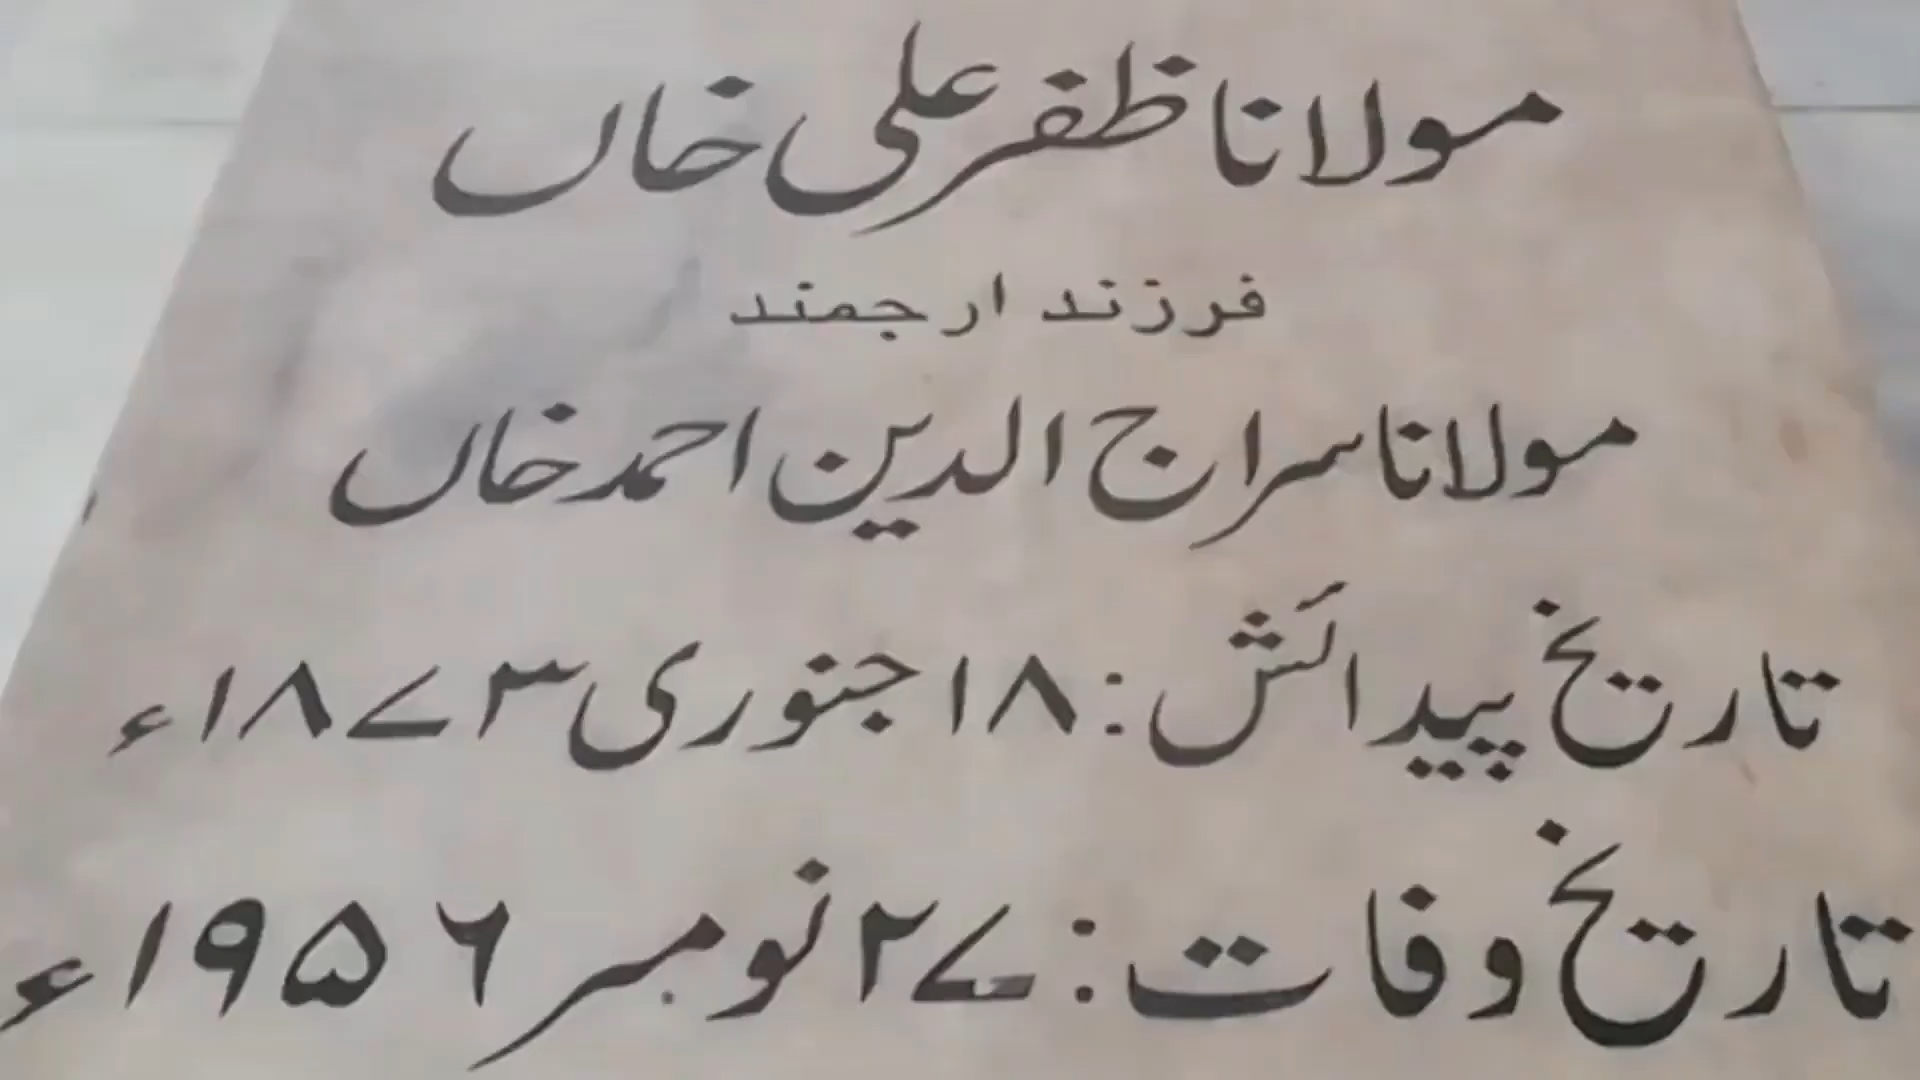 مولانا ظفر علی خاں
فرزند ارجمند
مولانا سراج الدین احمد خاں
تاریخ پیدائش : ۱۸ جنوری ۱۸۷۳ء
تاریخ وفات : ۲۷ نومبر ۱۹۵۶ء